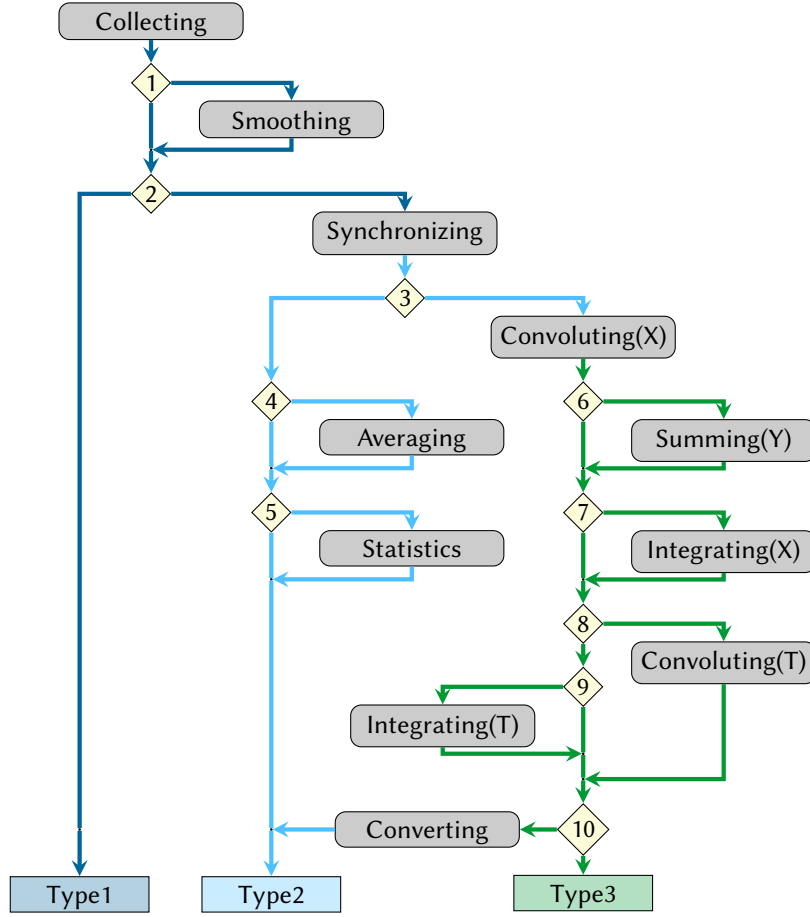 Collecting
1
Smoothing
2
Synchronizing
3
Convoluting(X)
4
6
Averaging
Summing(Y)
5
7
Statistics
Integrating(X)
8
Convoluting(T)
9
Integrating(T)
Converting
10
Type1
Type2
Type3